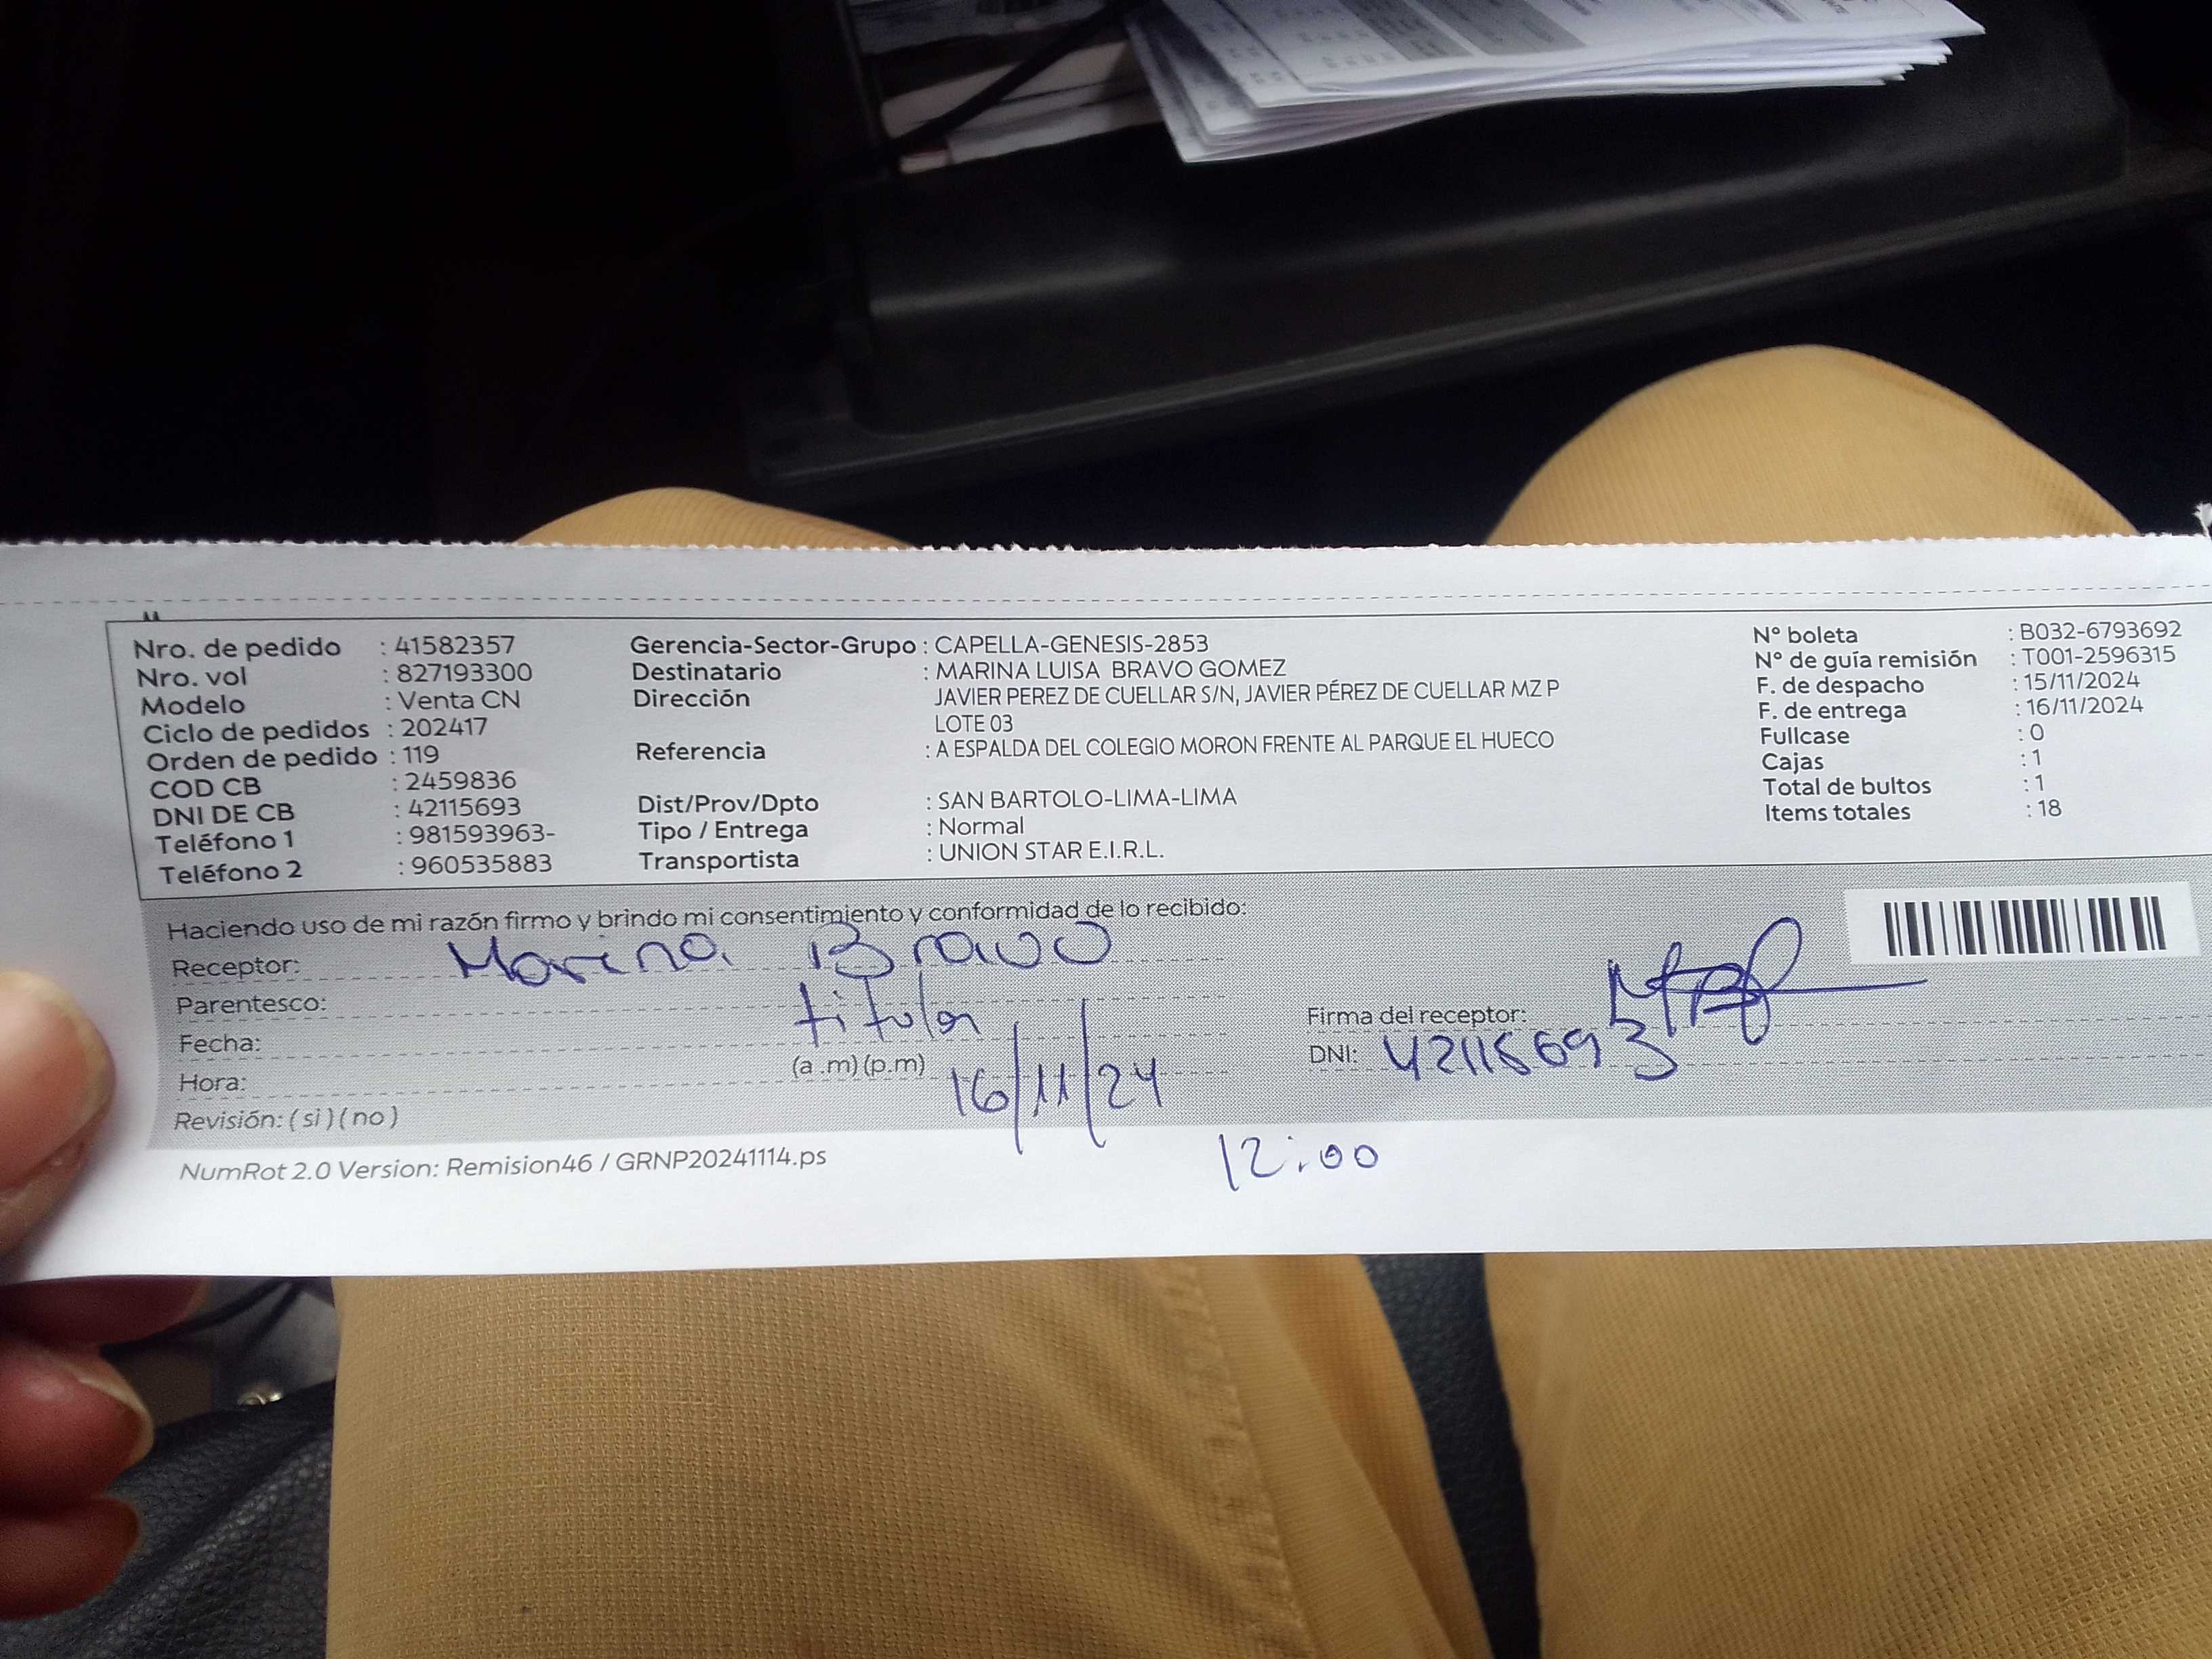 Nro. de pedido : 41582357
Nro. vol : 827193300
Modelo : Venta CN
Ciclo de pedidos : 202417
Orden de pedido : 119
COD CB : 2459836
DNI DE CB : 42115693
Teléfono 1 : 981593963-
Teléfono 2 : 960535883
Gerencia-Sector-Grupo : CAPELLA-GENESIS-2853
Destinatario : MARINA LUISA BRAVO GOMEZ
Dirección JAVIER PEREZ DE CUELLAR S/N, JAVIER PÉREZ DE CUELLAR MZ P
LOTE 03
Referencia : A ESPALDA DEL COLEGIO MORON FRENTE AL PARQUE EL HUECO
Dist/Prov/Dpto : SAN BARTOLO-LIMA-LIMA
Tipo / Entrega : Normal
Transportista : UNION STAR E.I.R.L.
N° boleta : B032-6793692
N° de guía remisión : T001-2596315
F. de despacho : 15/11/2024
F. de entrega : 16/11/2024
Fullcase : 0
Cajas : 1
Total de bultos : 1
Items totales : 18
Haciendo uso de mi razón firmo y brindo mi consentimiento y conformidad de lo recibido:
Receptor: Marina Bravo
Parentesco: titular
Fecha: 16/11/24
Hora: (a .m) (p.m) 12:00
Revisión: ( si ) ( no )
Firma del receptor:
DNI: 42115693
NumRot 2.0 Version: Remision46 / GRNP20241114.ps